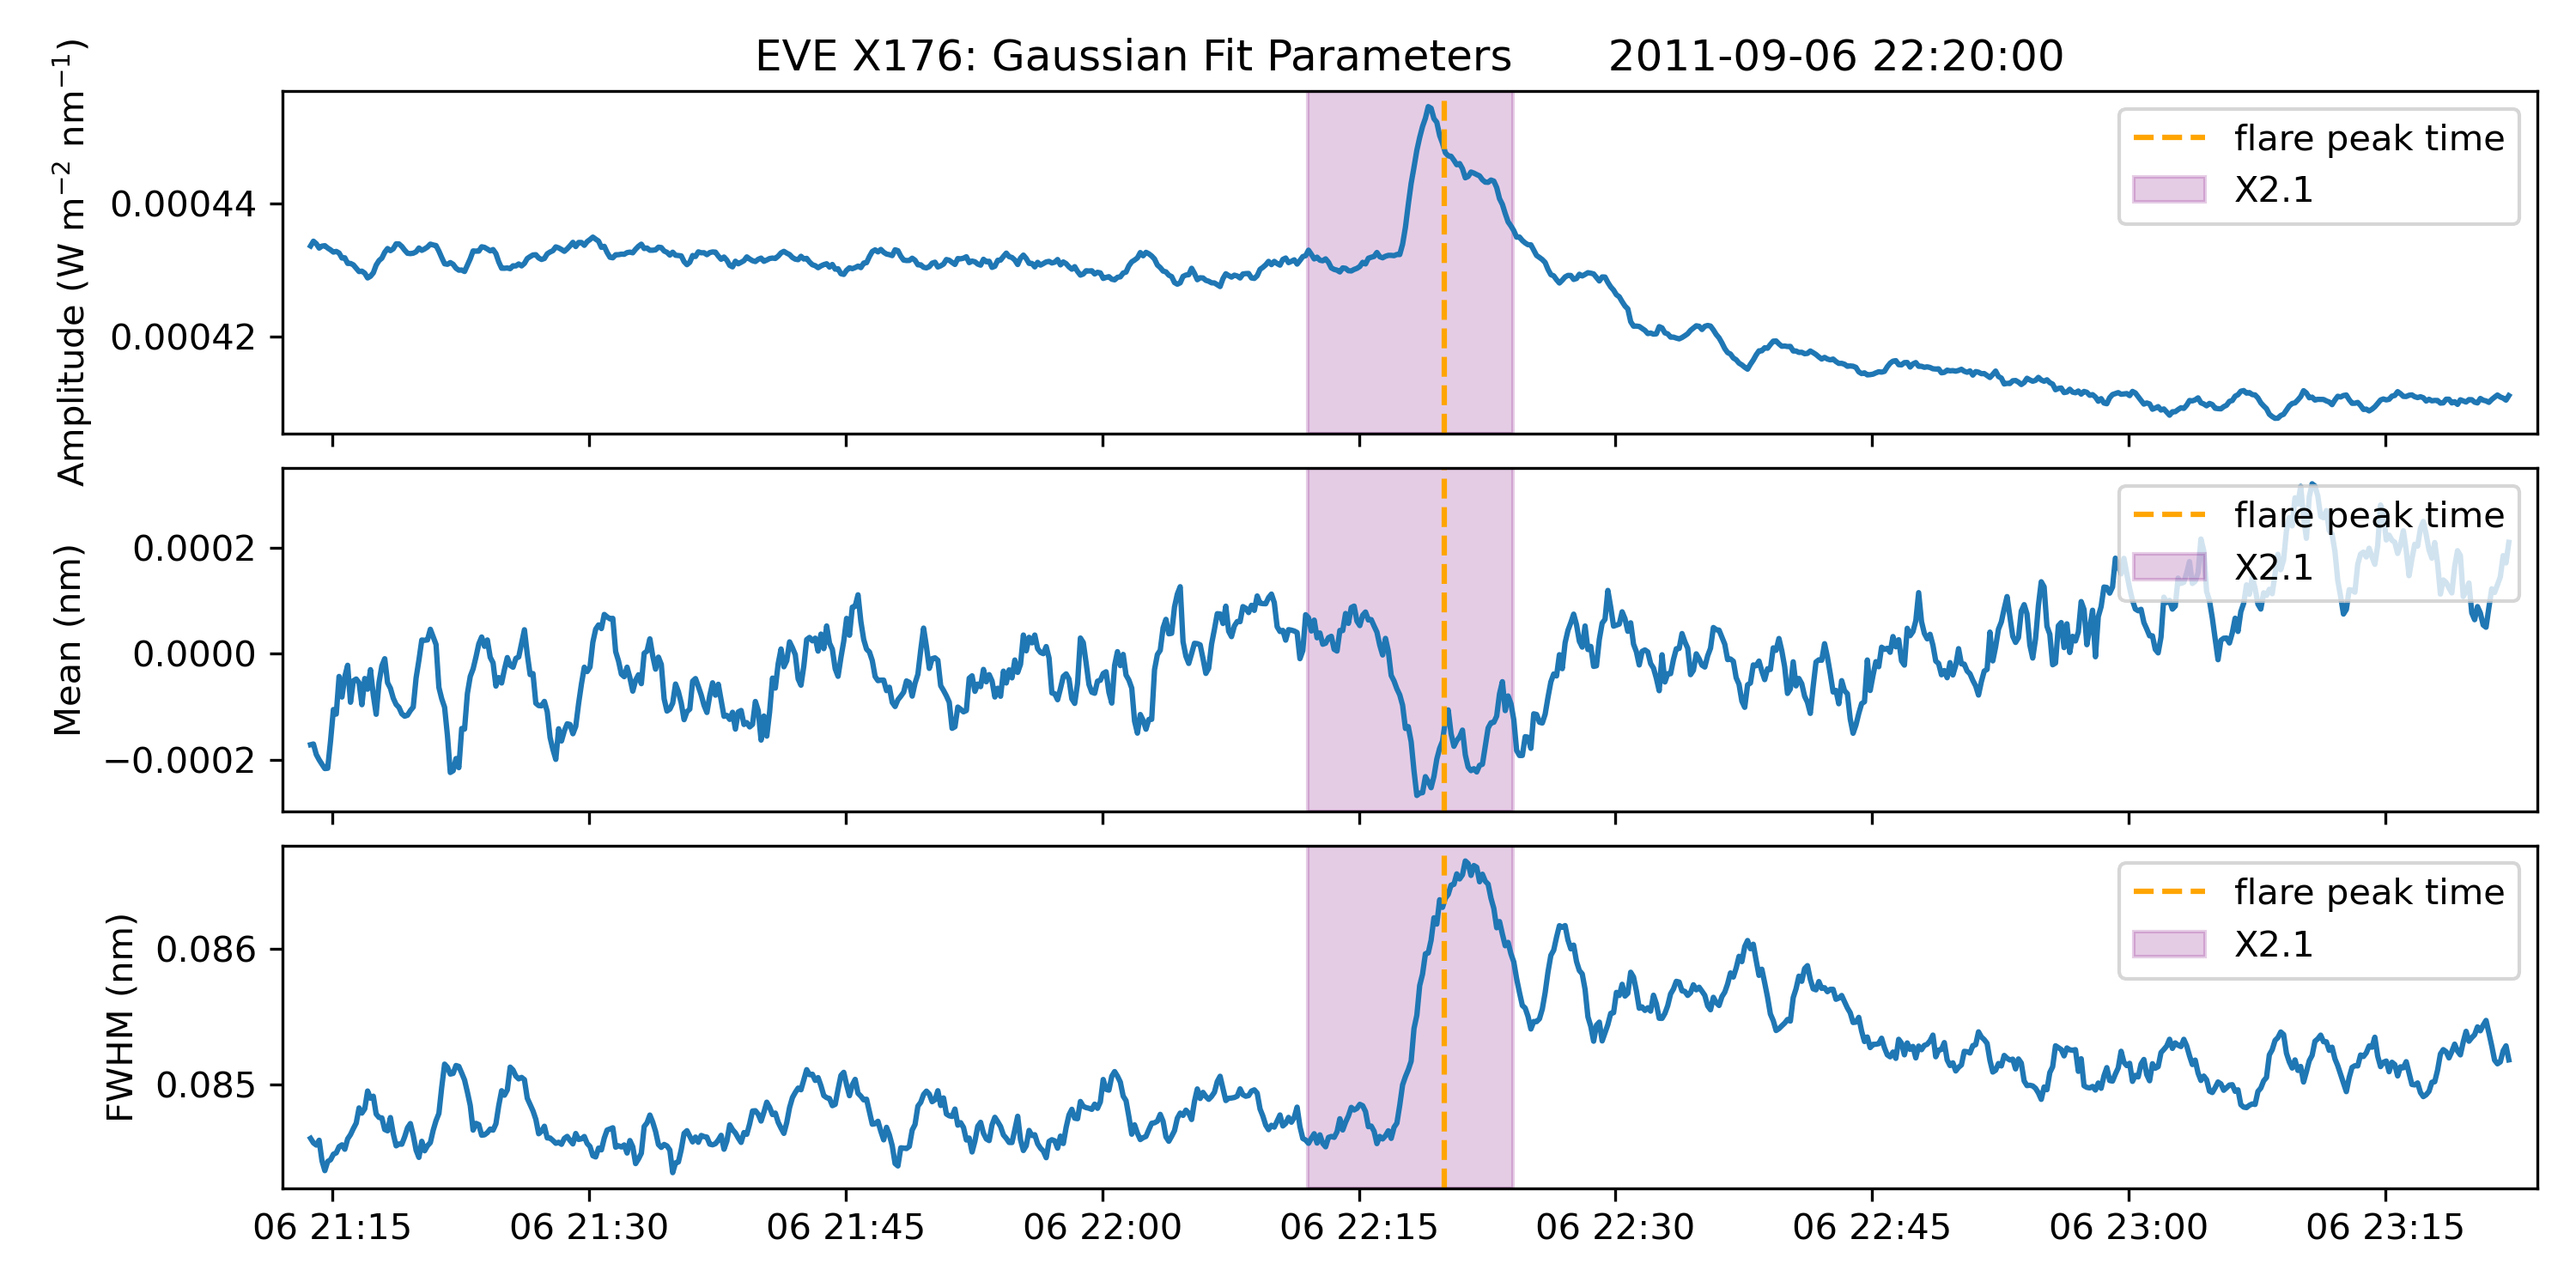 EVE X176: Gaussian Fit Parameters 2011-09-06 22:20:00
Amplitude (W m⁻² nm⁻¹)
0.00044
0.00042
flare peak time
X2.1
Mean (nm)
0.0002
0.0000
−0.0002
flare peak time
X2.1
FWHM (nm)
0.086
0.085
flare peak time
X2.1
06 21:15 06 21:30 06 21:45 06 22:00 06 22:15 06 22:30 06 22:45 06 23:00 06 23:15